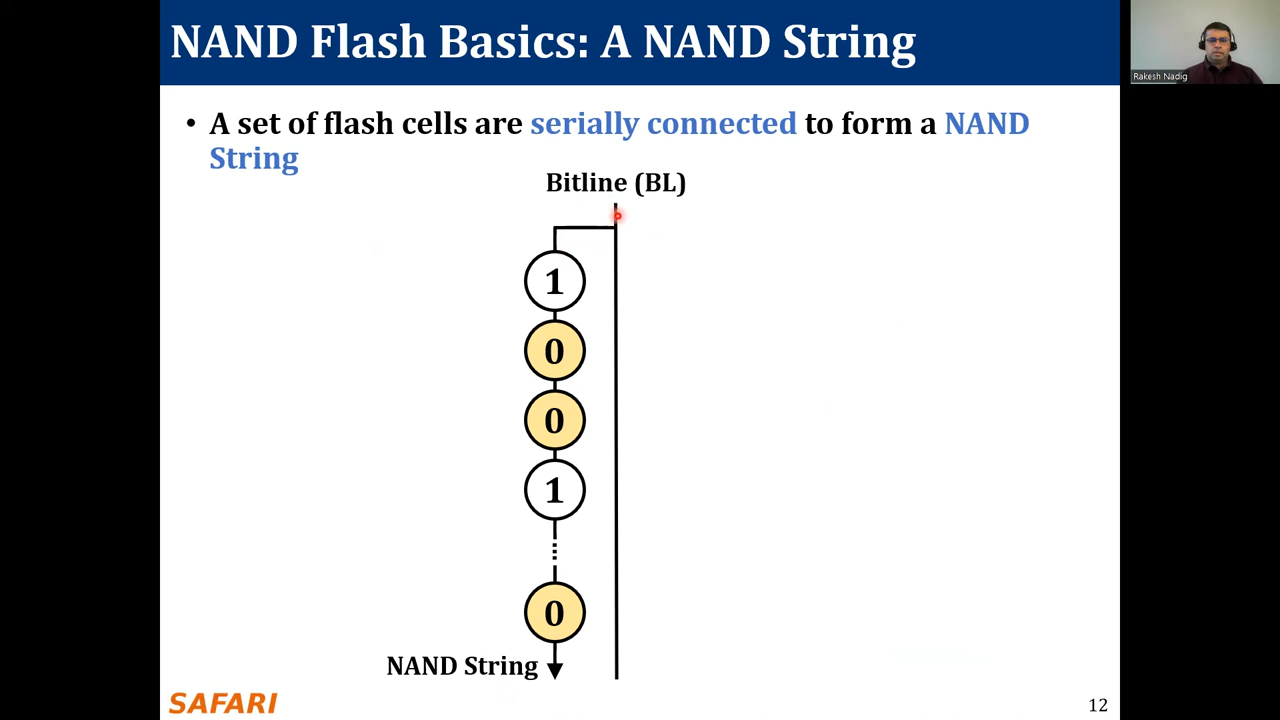 NAND Flash Basics: A NAND String
Rakesh Nadig
• A set of flash cells are serially connected to form a NAND
String
Bitline (BL)
1
0
0
1
0
NAND String
SAFARI
12